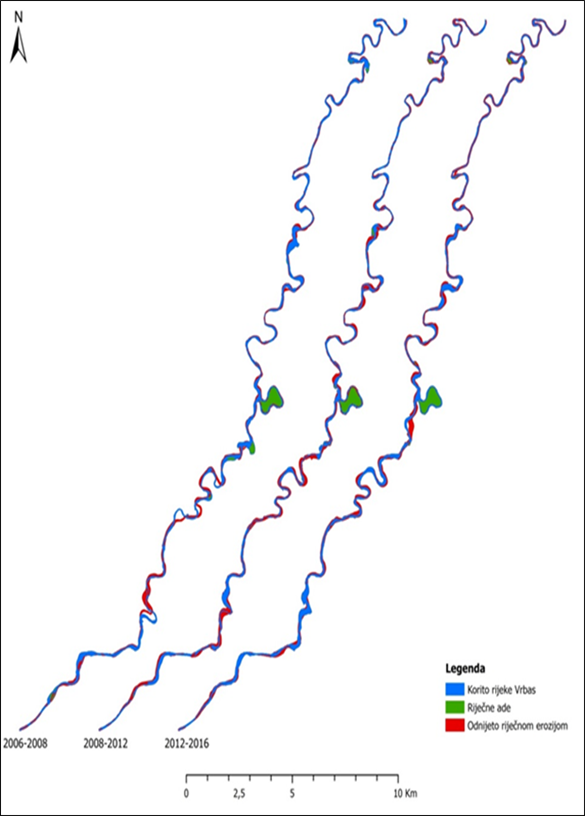 N
2006-2008
2008-2012
2012-2016
Legenda
Korito rijeke Vrbas
Riječne ade
Odnijeto riječnom erozijom
0 2,5 5 10 Km